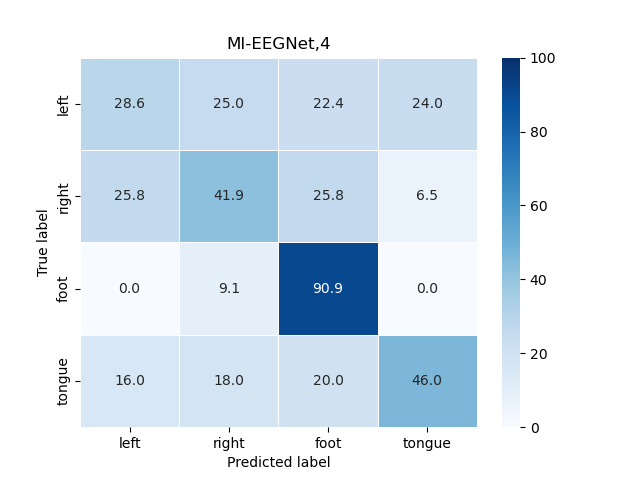 MI-EEGNet,4
100
80
60
40
20
0
True label
left
28.6 25.0 22.4 24.0
right
25.8 41.9 25.8 6.5
foot
0.0 9.1 90.9 0.0
tongue
16.0 18.0 20.0 46.0
left right foot tongue
Predicted label